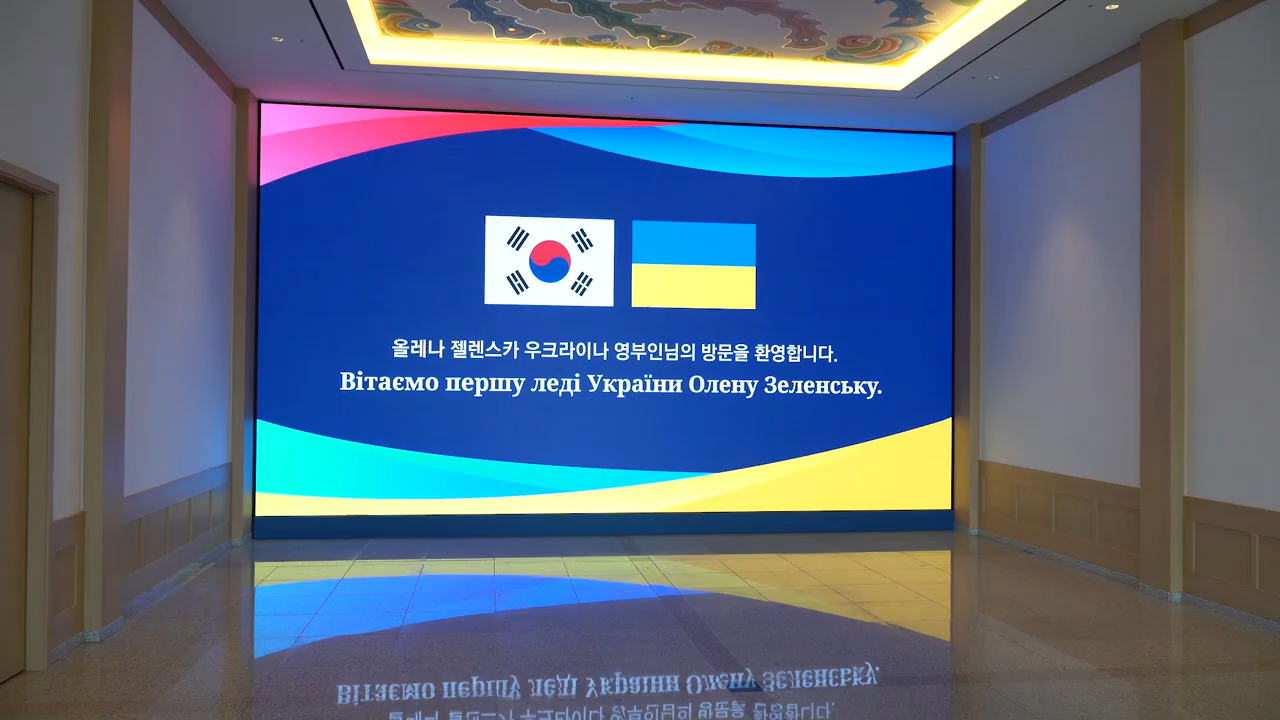 올레나 젤렌스카 우크라이나 영부인님의 방문을 환영합니다.
Вітаємо першу леді України Олену Зеленську.